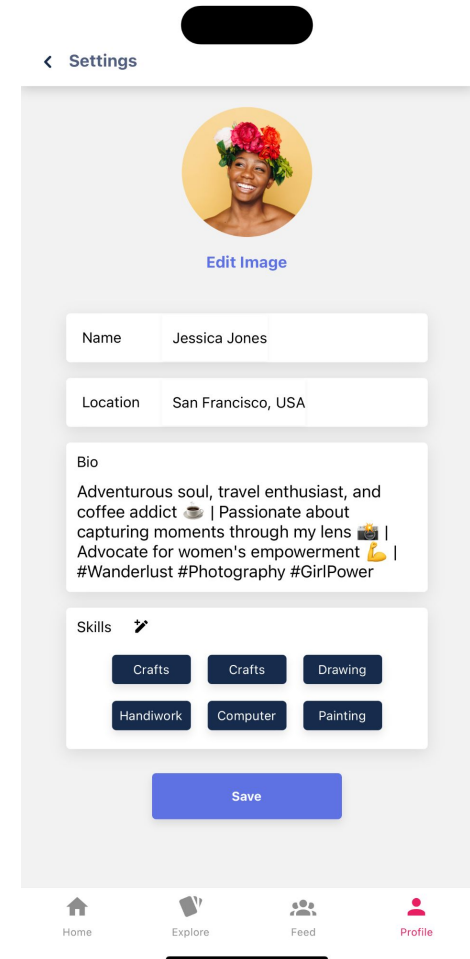 Settings
Edit Image
Name Jessica Jones
Location San Francisco, USA
Bio
Adventurous soul, travel enthusiast, and
coffee addict ☕ | Passionate about
capturing moments through my lens 📸 |
Advocate for women's empowerment 💪 |
#Wanderlust #Photography #GirlPower
Skills
Crafts Crafts Drawing
Handiwork Computer Painting
Save
Home Explore Feed Profile